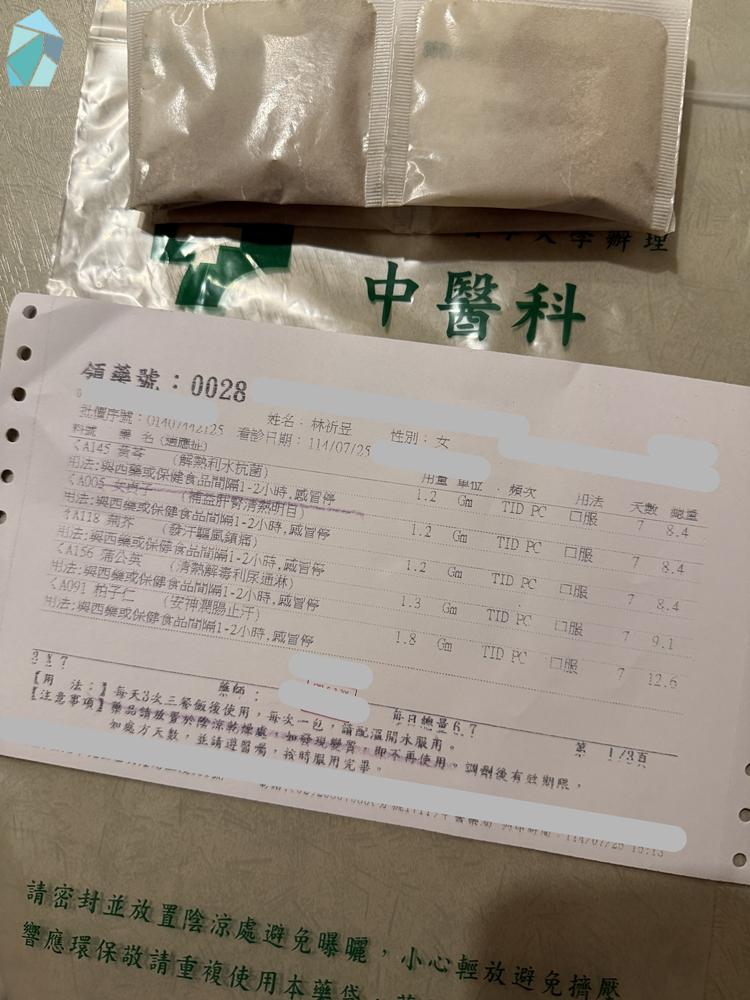 大學辦理
中醫科
領藥號：0028
姓名：林祈昱
批價序號：01407442125 看診日期：114/07/25 性別：女
料號 藥名(適應症) 用量 單位 頻次 用法 天數 總重
<A145 黃芩 (解熱利水抗菌) 1.2 Gm TID PC 口服 7 8.4
用法:與西藥或保健食品間隔1-2小時,感冒停
<A005 女貞子 (補益肝腎清熱明目) 1.2 Gm TID PC 口服 7 8.4
用法:與西藥或保健食品間隔1-2小時,感冒停
A118 荊芥 (發汗驅風鎮痛) 1.2 Gm TID PC 口服 7 8.4
用法:與西藥或保健食品間隔1-2小時,感冒停
<A156 蒲公英 (清熱解毒利尿通淋) 1.3 Gm TID PC 口服 7 9.1
用法:與西藥或保健食品間隔1-2小時,感冒停
<A091 柏子仁 (安神潤腸止汗) 1.8 Gm TID PC 口服 7 12.6
用法:與西藥或保健食品間隔1-2小時,感冒停
3 X 7 藥師： 每日總量6.7 第 1/3頁
【用 法：】每天3次三餐飯後使用，每次一包，請配溫開水服用。
【注意事項】藥品請放置於陰涼乾燥處，如發現變質，即不再使用。調劑後有效期限，
如處方天數，並請遵醫囑，按時服用完畢。
114/07/25 15:13
請密封並放置陰涼處避免曝曬，小心輕放避免擠壓
響應環保敬請重複使用本藥袋